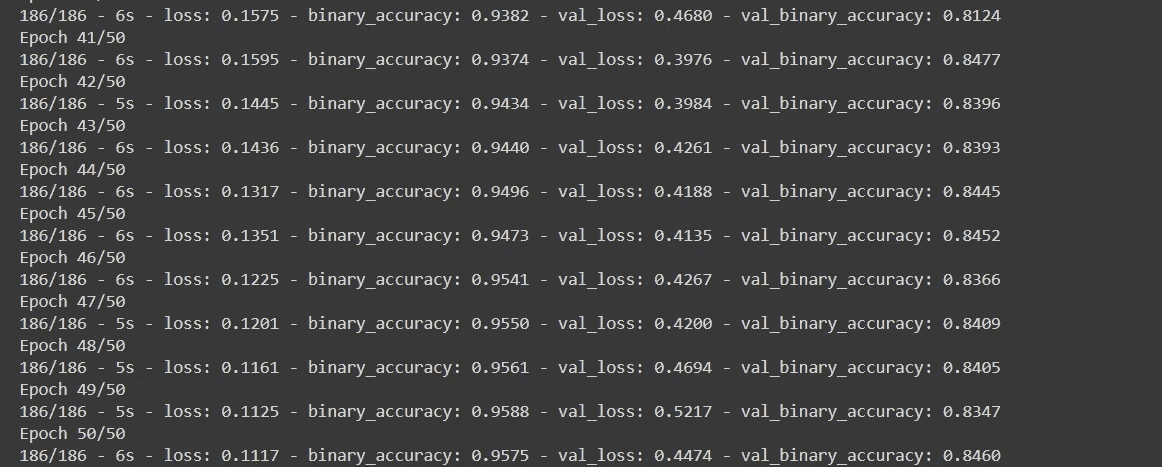 186/186 - 6s - loss: 0.1575 - binary_accuracy: 0.9382 - val_loss: 0.4680 - val_binary_accuracy: 0.8124
Epoch 41/50
186/186 - 6s - loss: 0.1595 - binary_accuracy: 0.9374 - val_loss: 0.3976 - val_binary_accuracy: 0.8477
Epoch 42/50
186/186 - 5s - loss: 0.1445 - binary_accuracy: 0.9434 - val_loss: 0.3984 - val_binary_accuracy: 0.8396
Epoch 43/50
186/186 - 6s - loss: 0.1436 - binary_accuracy: 0.9440 - val_loss: 0.4261 - val_binary_accuracy: 0.8393
Epoch 44/50
186/186 - 6s - loss: 0.1317 - binary_accuracy: 0.9496 - val_loss: 0.4188 - val_binary_accuracy: 0.8445
Epoch 45/50
186/186 - 6s - loss: 0.1351 - binary_accuracy: 0.9473 - val_loss: 0.4135 - val_binary_accuracy: 0.8452
Epoch 46/50
186/186 - 6s - loss: 0.1225 - binary_accuracy: 0.9541 - val_loss: 0.4267 - val_binary_accuracy: 0.8366
Epoch 47/50
186/186 - 5s - loss: 0.1201 - binary_accuracy: 0.9550 - val_loss: 0.4200 - val_binary_accuracy: 0.8409
Epoch 48/50
186/186 - 5s - loss: 0.1161 - binary_accuracy: 0.9561 - val_loss: 0.4694 - val_binary_accuracy: 0.8405
Epoch 49/50
186/186 - 5s - loss: 0.1125 - binary_accuracy: 0.9588 - val_loss: 0.5217 - val_binary_accuracy: 0.8347
Epoch 50/50
186/186 - 6s - loss: 0.1117 - binary_accuracy: 0.9575 - val_loss: 0.4474 - val_binary_accuracy: 0.8460